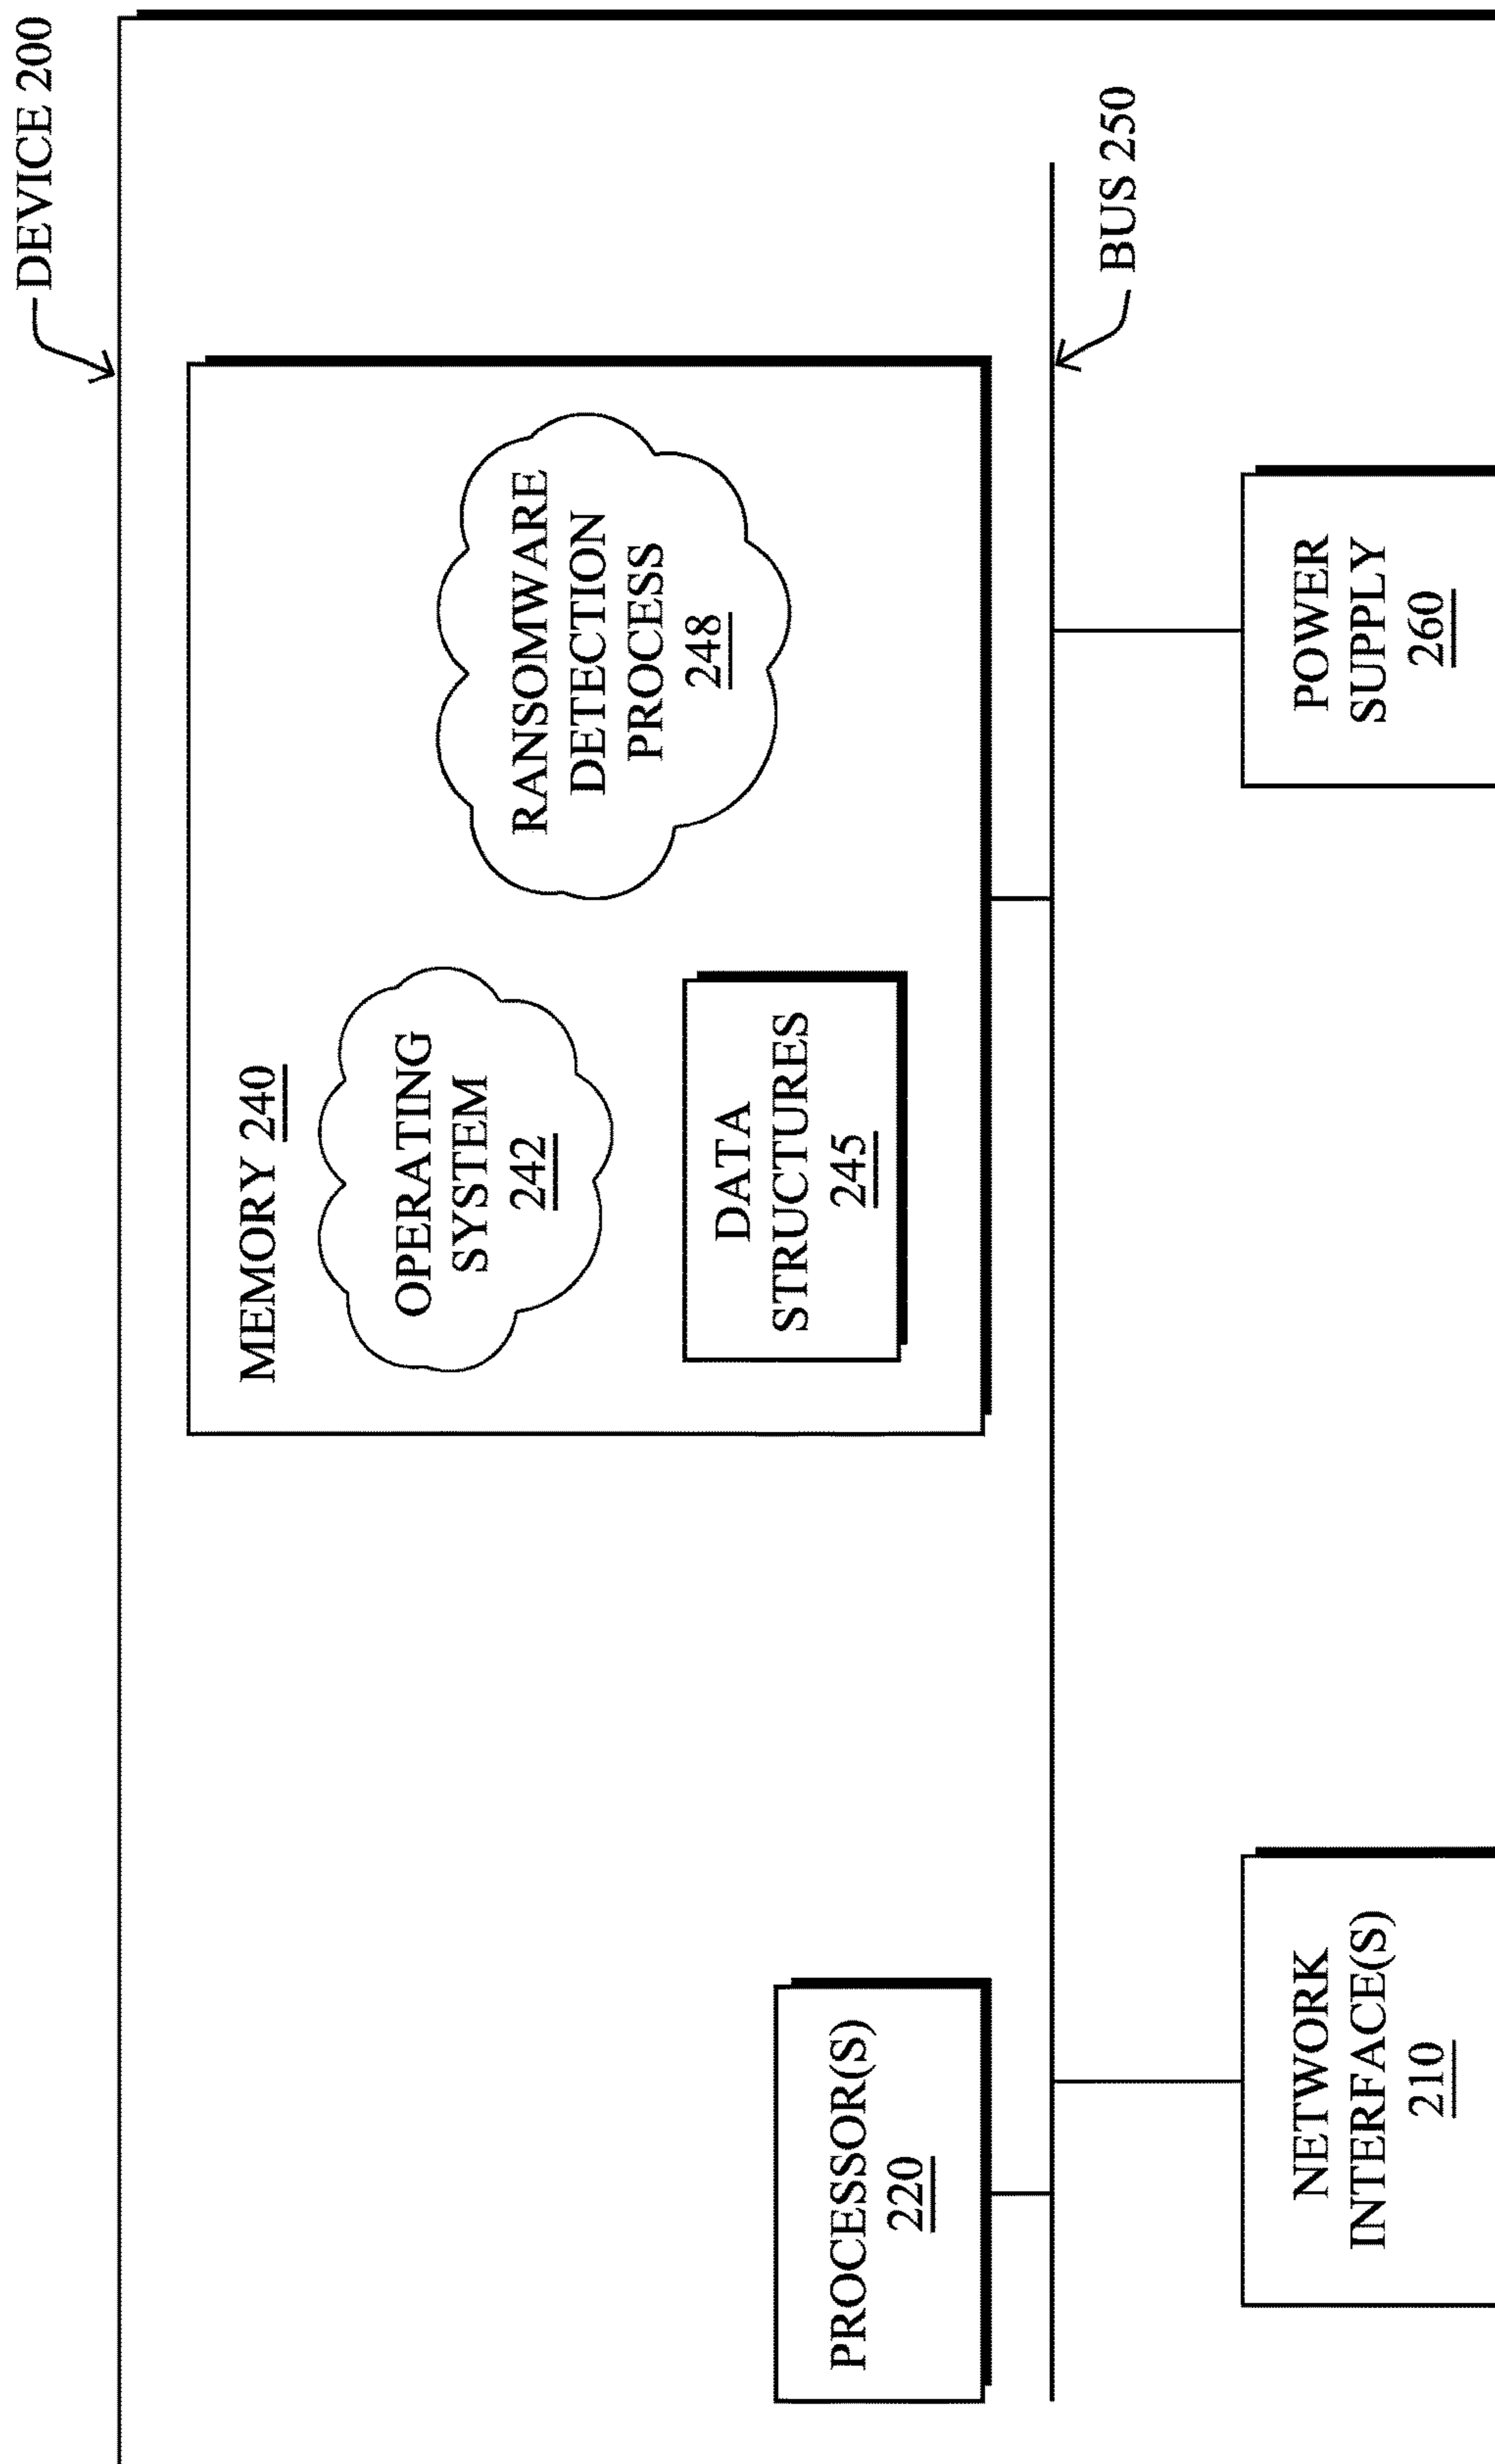 DEVICE 200
MEMORY 240
OPERATING
SYSTEM
242
DATA
STRUCTURES
245
RANSOMWARE
DETECTION
PROCESS
248
PROCESSOR(S)
220
BUS 250
NETWORK
INTERFACE(S)
210
POWER
SUPPLY
260